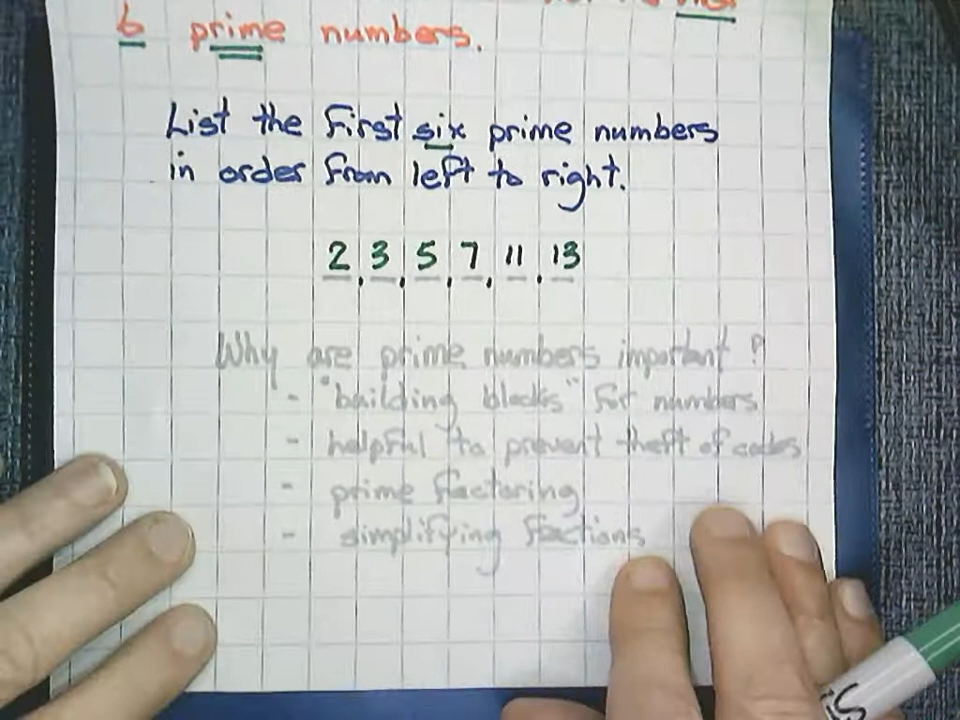 6 prime numbers.
List the first six prime numbers
in order from left to right.
2, 3, 5, 7, 11, 13
Why are prime numbers important?
- "building blocks" for numbers
- helpful to prevent theft of codes
- prime factoring
- simplifying fractions